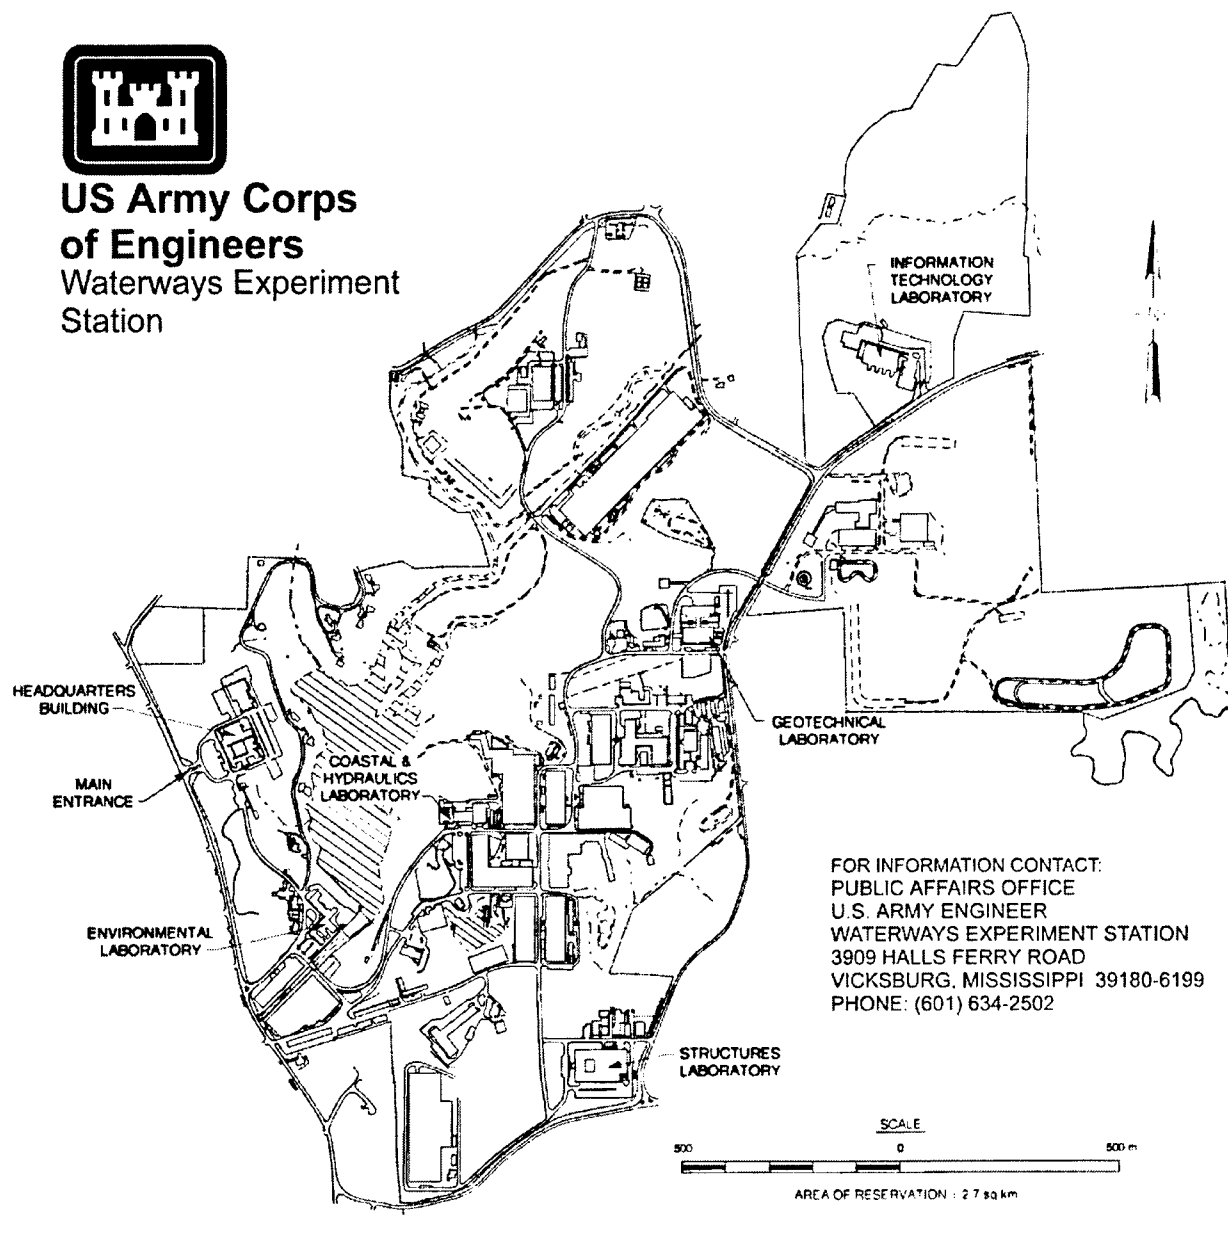 US Army Corps
of Engineers
Waterways Experiment
Station
INFORMATION
TECHNOLOGY
LABORATORY
HEADQUARTERS
BUILDING
MAIN
ENTRANCE
COASTAL &
HYDRAULICS
LABORATORY
GEOTECHNICAL
LABORATORY
ENVIRONMENTAL
LABORATORY
STRUCTURES
LABORATORY
FOR INFORMATION CONTACT:
PUBLIC AFFAIRS OFFICE
U.S. ARMY ENGINEER
WATERWAYS EXPERIMENT STATION
3909 HALLS FERRY ROAD
VICKSBURG, MISSISSIPPI 39180-6199
PHONE: (601) 634-2502
SCALE
500 0 500 m
AREA OF RESERVATION : 2.7 sq km